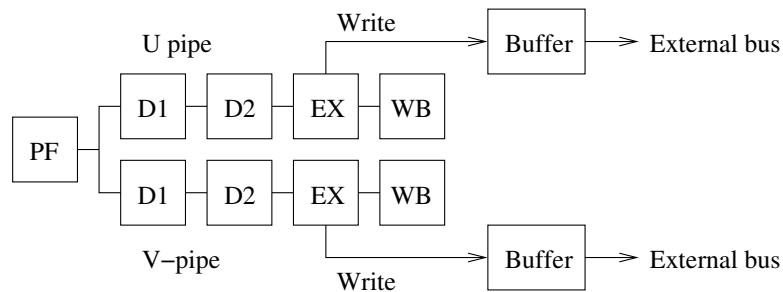 Write
U pipe
Buffer
External bus
D1
D2
EX
WB
PF
D1
D2
EX
WB
V-pipe
Write
Buffer
External bus